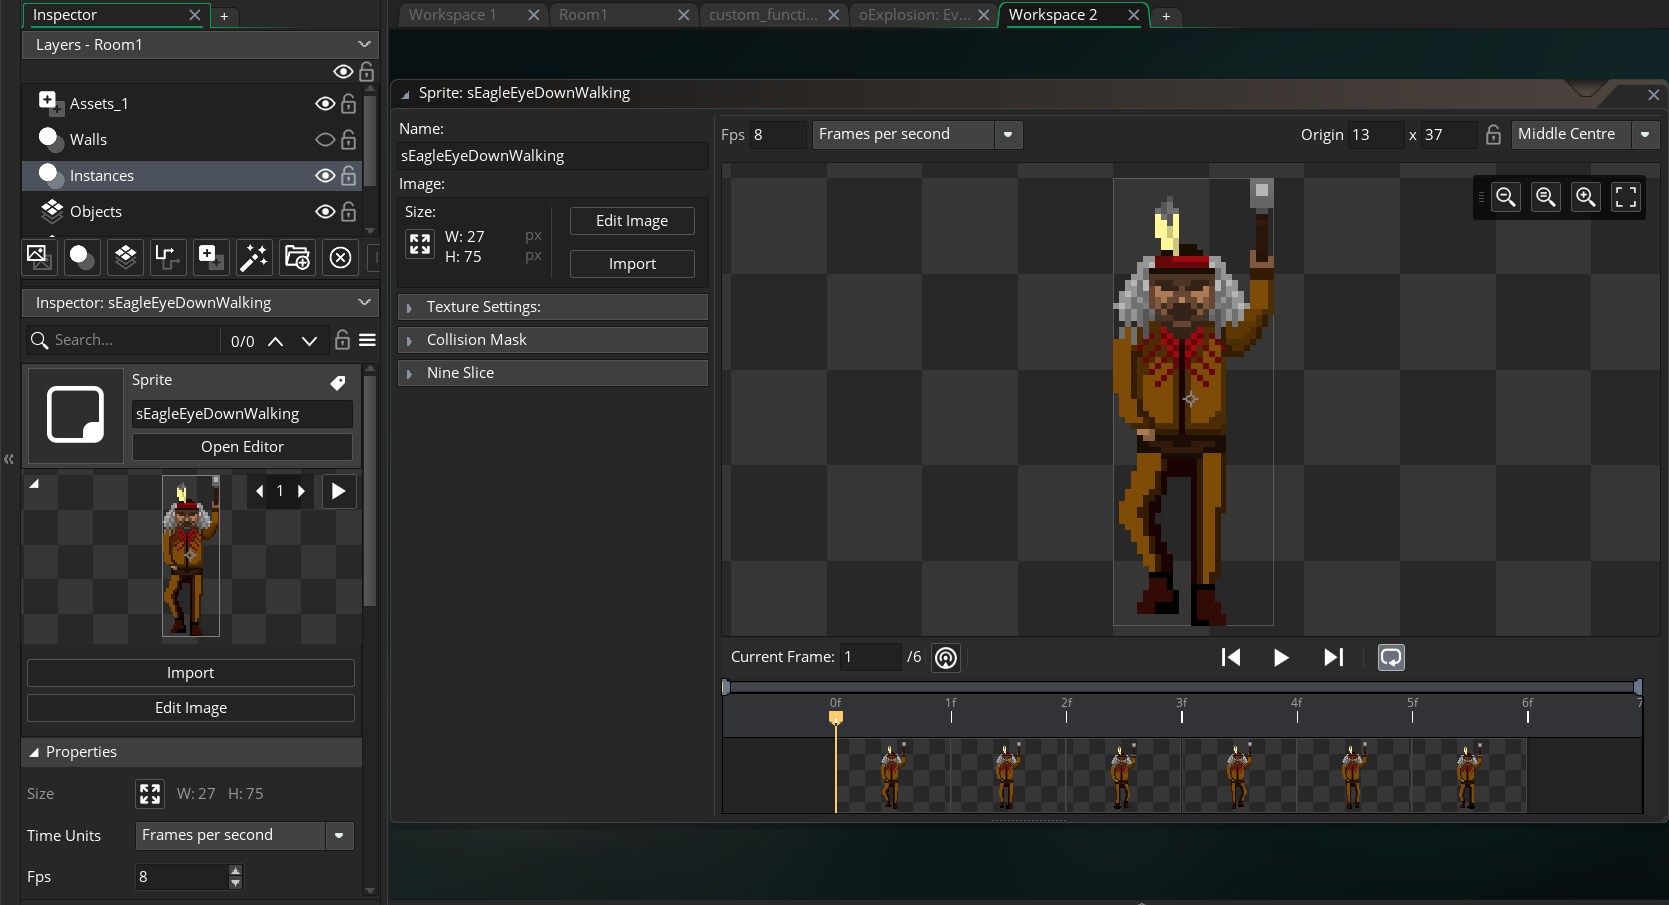 Inspector
Layers - Room1
Assets_1
Walls
Instances
Objects
Inspector: sEagleEyeDownWalking
Search...
0/0
Sprite
sEagleEyeDownWalking
Open Editor
1
Import
Edit Image
Properties
Size
W: 27 H: 75
Time Units
Frames per second
Fps
8
Workspace 1
Room1
custom_functi...
oExplosion: Ev...
Workspace 2
+
Sprite: sEagleEyeDownWalking
Name:
sEagleEyeDownWalking
Image:
Size:
W: 27 px
H: 75 px
Edit Image
Import
Texture Settings:
Collision Mask
Nine Slice
Fps 8
Frames per second
Origin 13 x 37
Middle Centre
Current Frame: 1 /6
0f 1f 2f 3f 4f 5f 6f 7